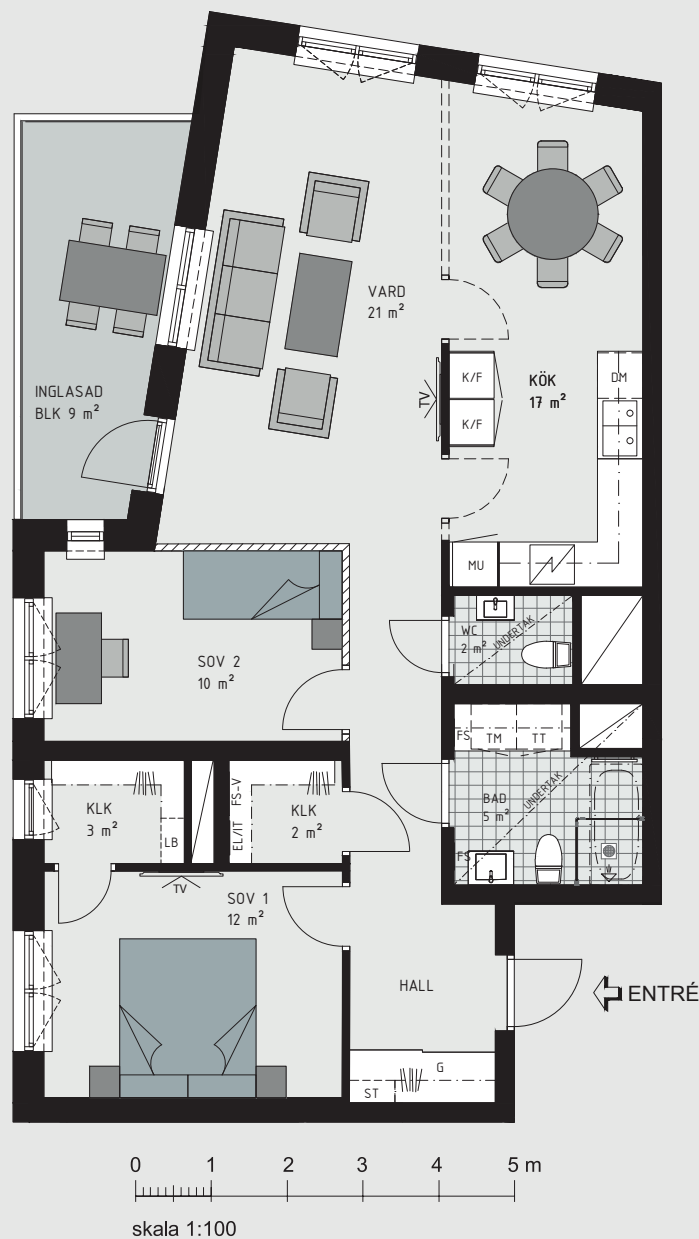 VARD
21 m²
INGLASAD
BLK 9 m²
TV
K/F
K/F
KÖK
17 m²
DM
MU
WC
2 m²
UNDERTAK
SOV 2
10 m²
FS
TM
TT
BAD
5 m²
UNDERTAK
FS
KLK
3 m²
LB
EL/IT
FS-V
KLK
2 m²
TV
SOV 1
12 m²
HALL
ENTRÉ
ST
G
0 1 2 3 4 5 m
skala 1:100